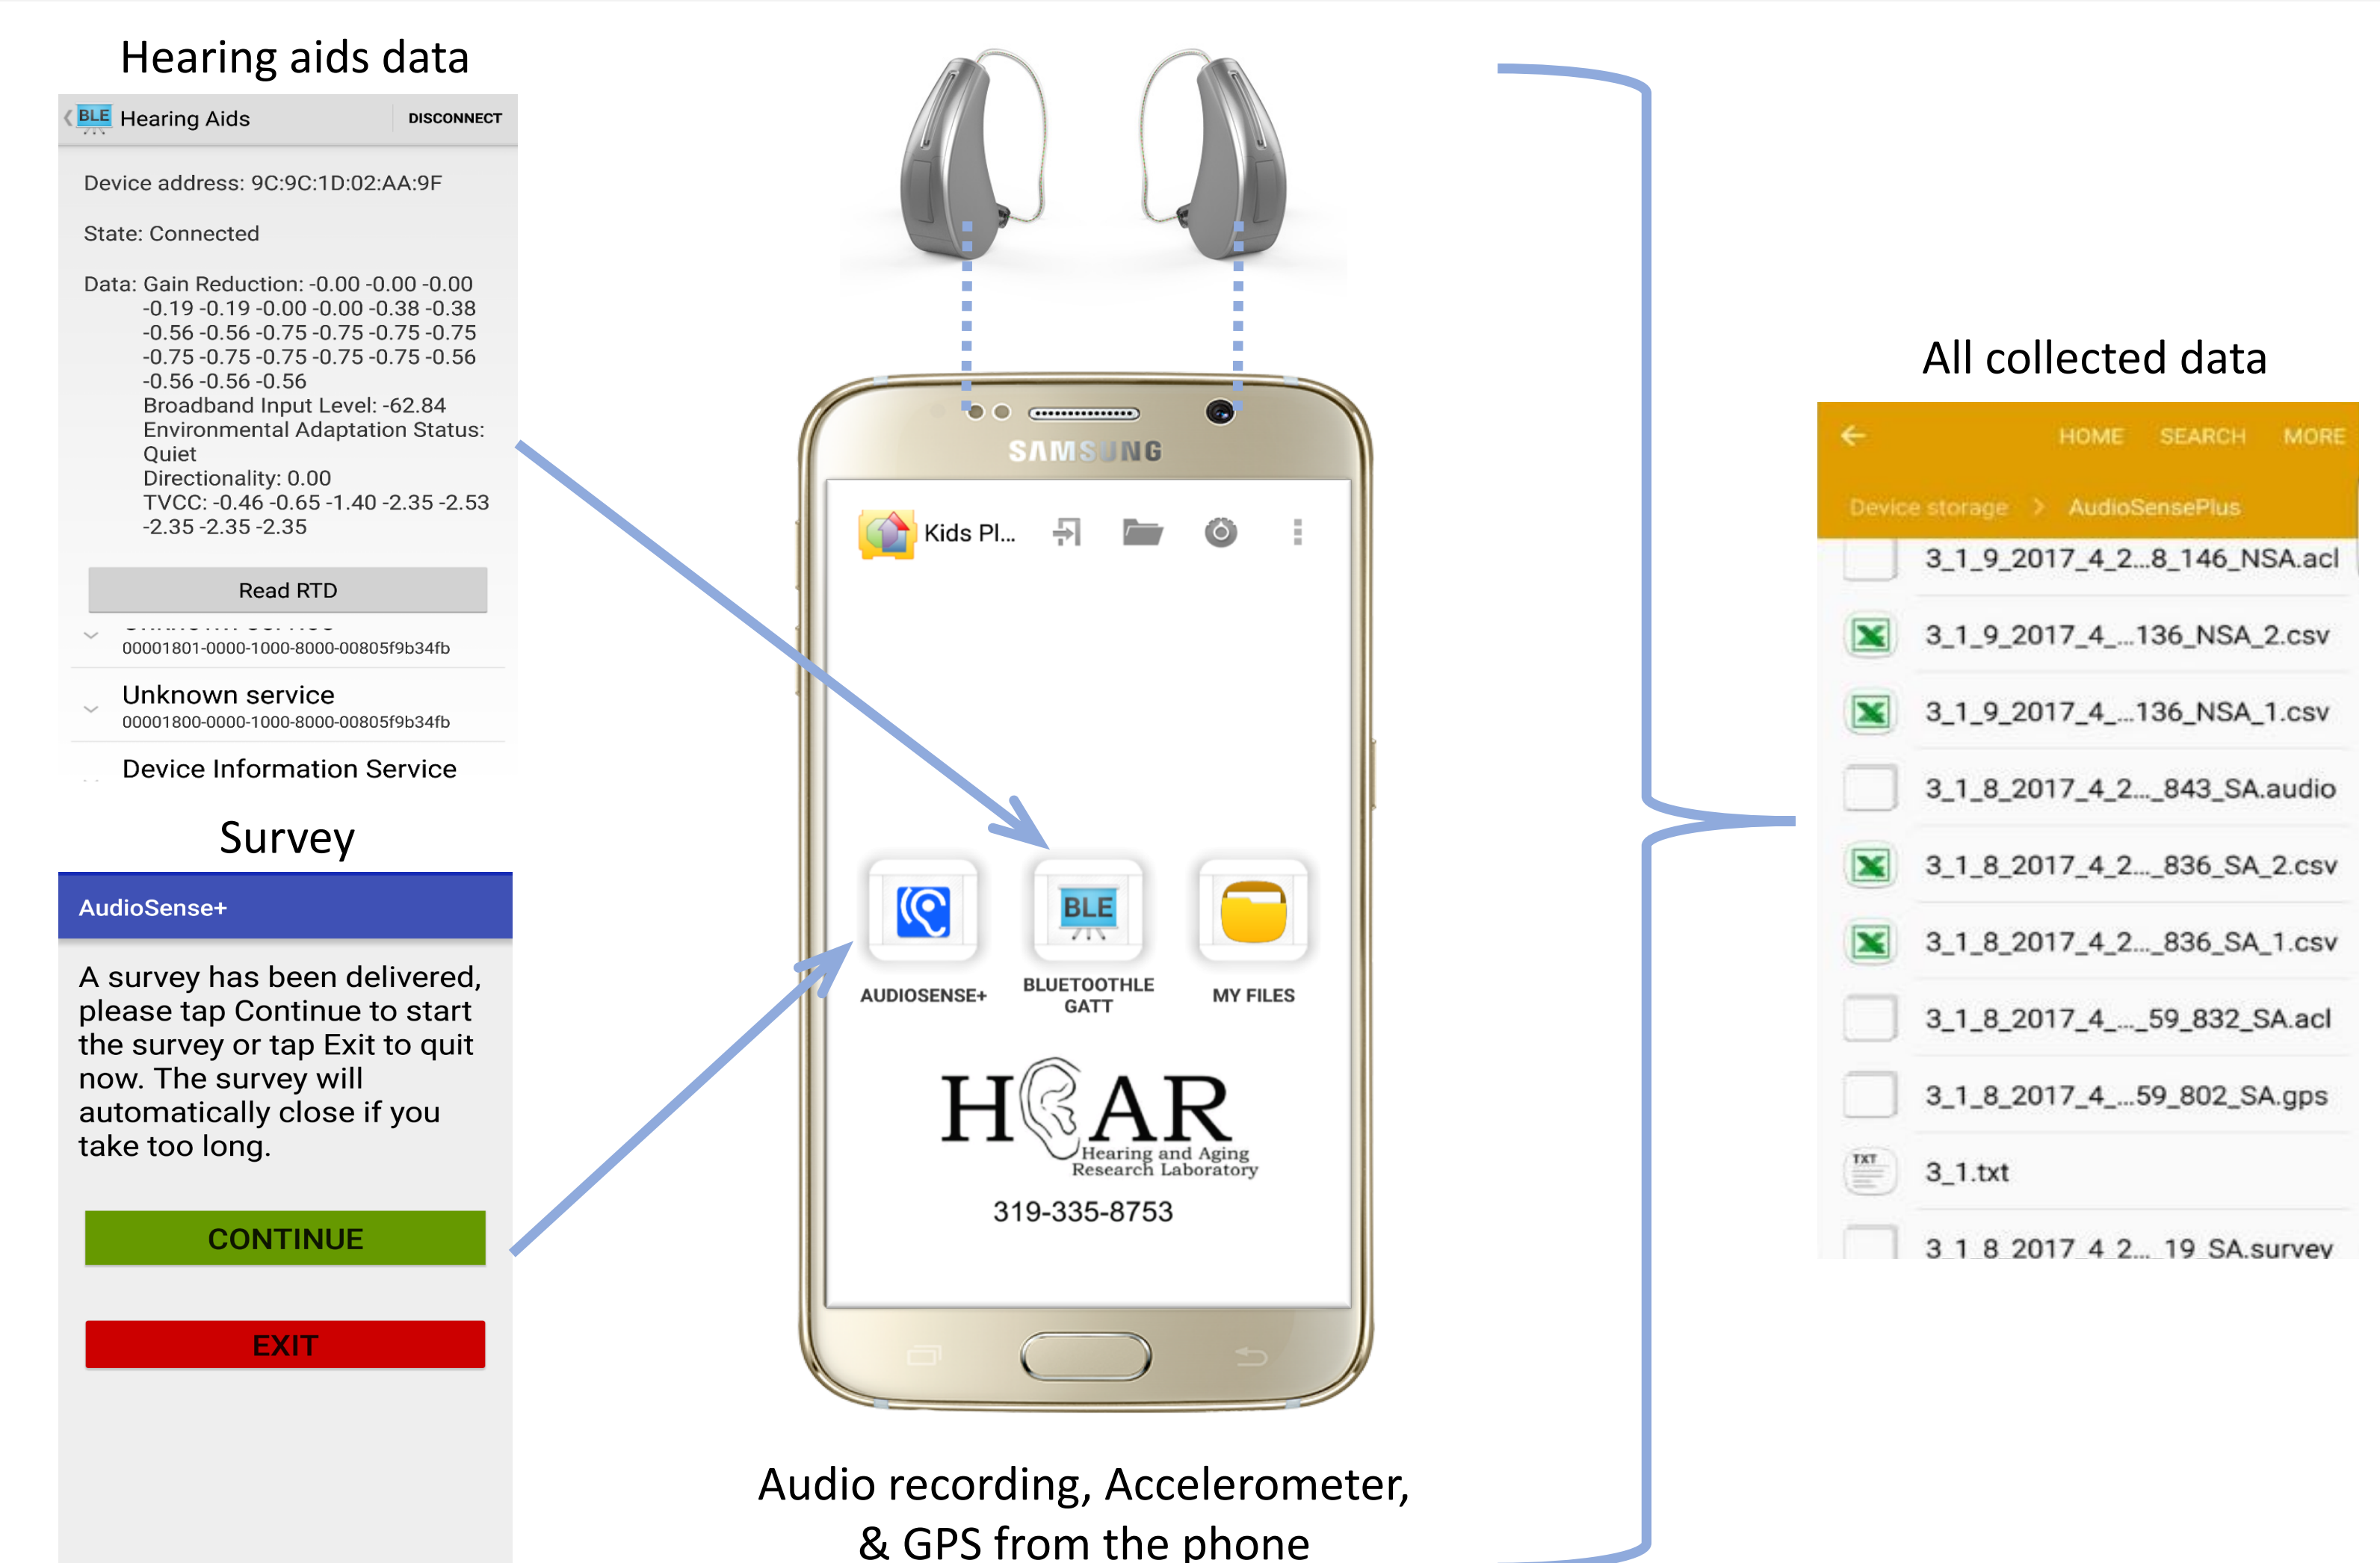 Hearing aids data
BLE Hearing Aids DISCONNECT
Device address: 9C:9C:1D:02:AA:9F
State: Connected
Data: Gain Reduction: -0.00 -0.00 -0.00
-0.19 -0.19 -0.00 -0.00 -0.38 -0.38
-0.56 -0.56 -0.75 -0.75 -0.75 -0.75
-0.75 -0.75 -0.75 -0.75 -0.75 -0.56
-0.56 -0.56 -0.56
Broadband Input Level: -62.84
Environmental Adaptation Status:
Quiet
Directionality: 0.00
TVCC: -0.46 -0.65 -1.40 -2.35 -2.53
-2.35 -2.35 -2.35
Read RTD
00001801-0000-1000-8000-00805f9b34fb
Unknown service
00001800-0000-1000-8000-00805f9b34fb
Device Information Service
Survey
AudioSense+
A survey has been delivered,
please tap Continue to start
the survey or tap Exit to quit
now. The survey will
automatically close if you
take too long.
CONTINUE
EXIT
SAMSUNG
Kids Pl...
BLE
AUDIOSENSE+
BLUETOOTHLE
GATT
MY FILES
HEAR
Hearing and Aging
Research Laboratory
319-335-8753
Audio recording, Accelerometer,
& GPS from the phone
All collected data
HOME SEARCH MORE
Device storage > AudioSensePlus
3_1_9_2017_4_2...8_146_NSA.acl
3_1_9_2017_4_...136_NSA_2.csv
3_1_9_2017_4_...136_NSA_1.csv
3_1_8_2017_4_2..._843_SA.audio
3_1_8_2017_4_2..._836_SA_2.csv
3_1_8_2017_4_2..._836_SA_1.csv
3_1_8_2017_4_..._59_832_SA.acl
3_1_8_2017_4_...59_802_SA.gps
TXT 3_1.txt
3_1_8_2017_4_2..._19_SA.survey